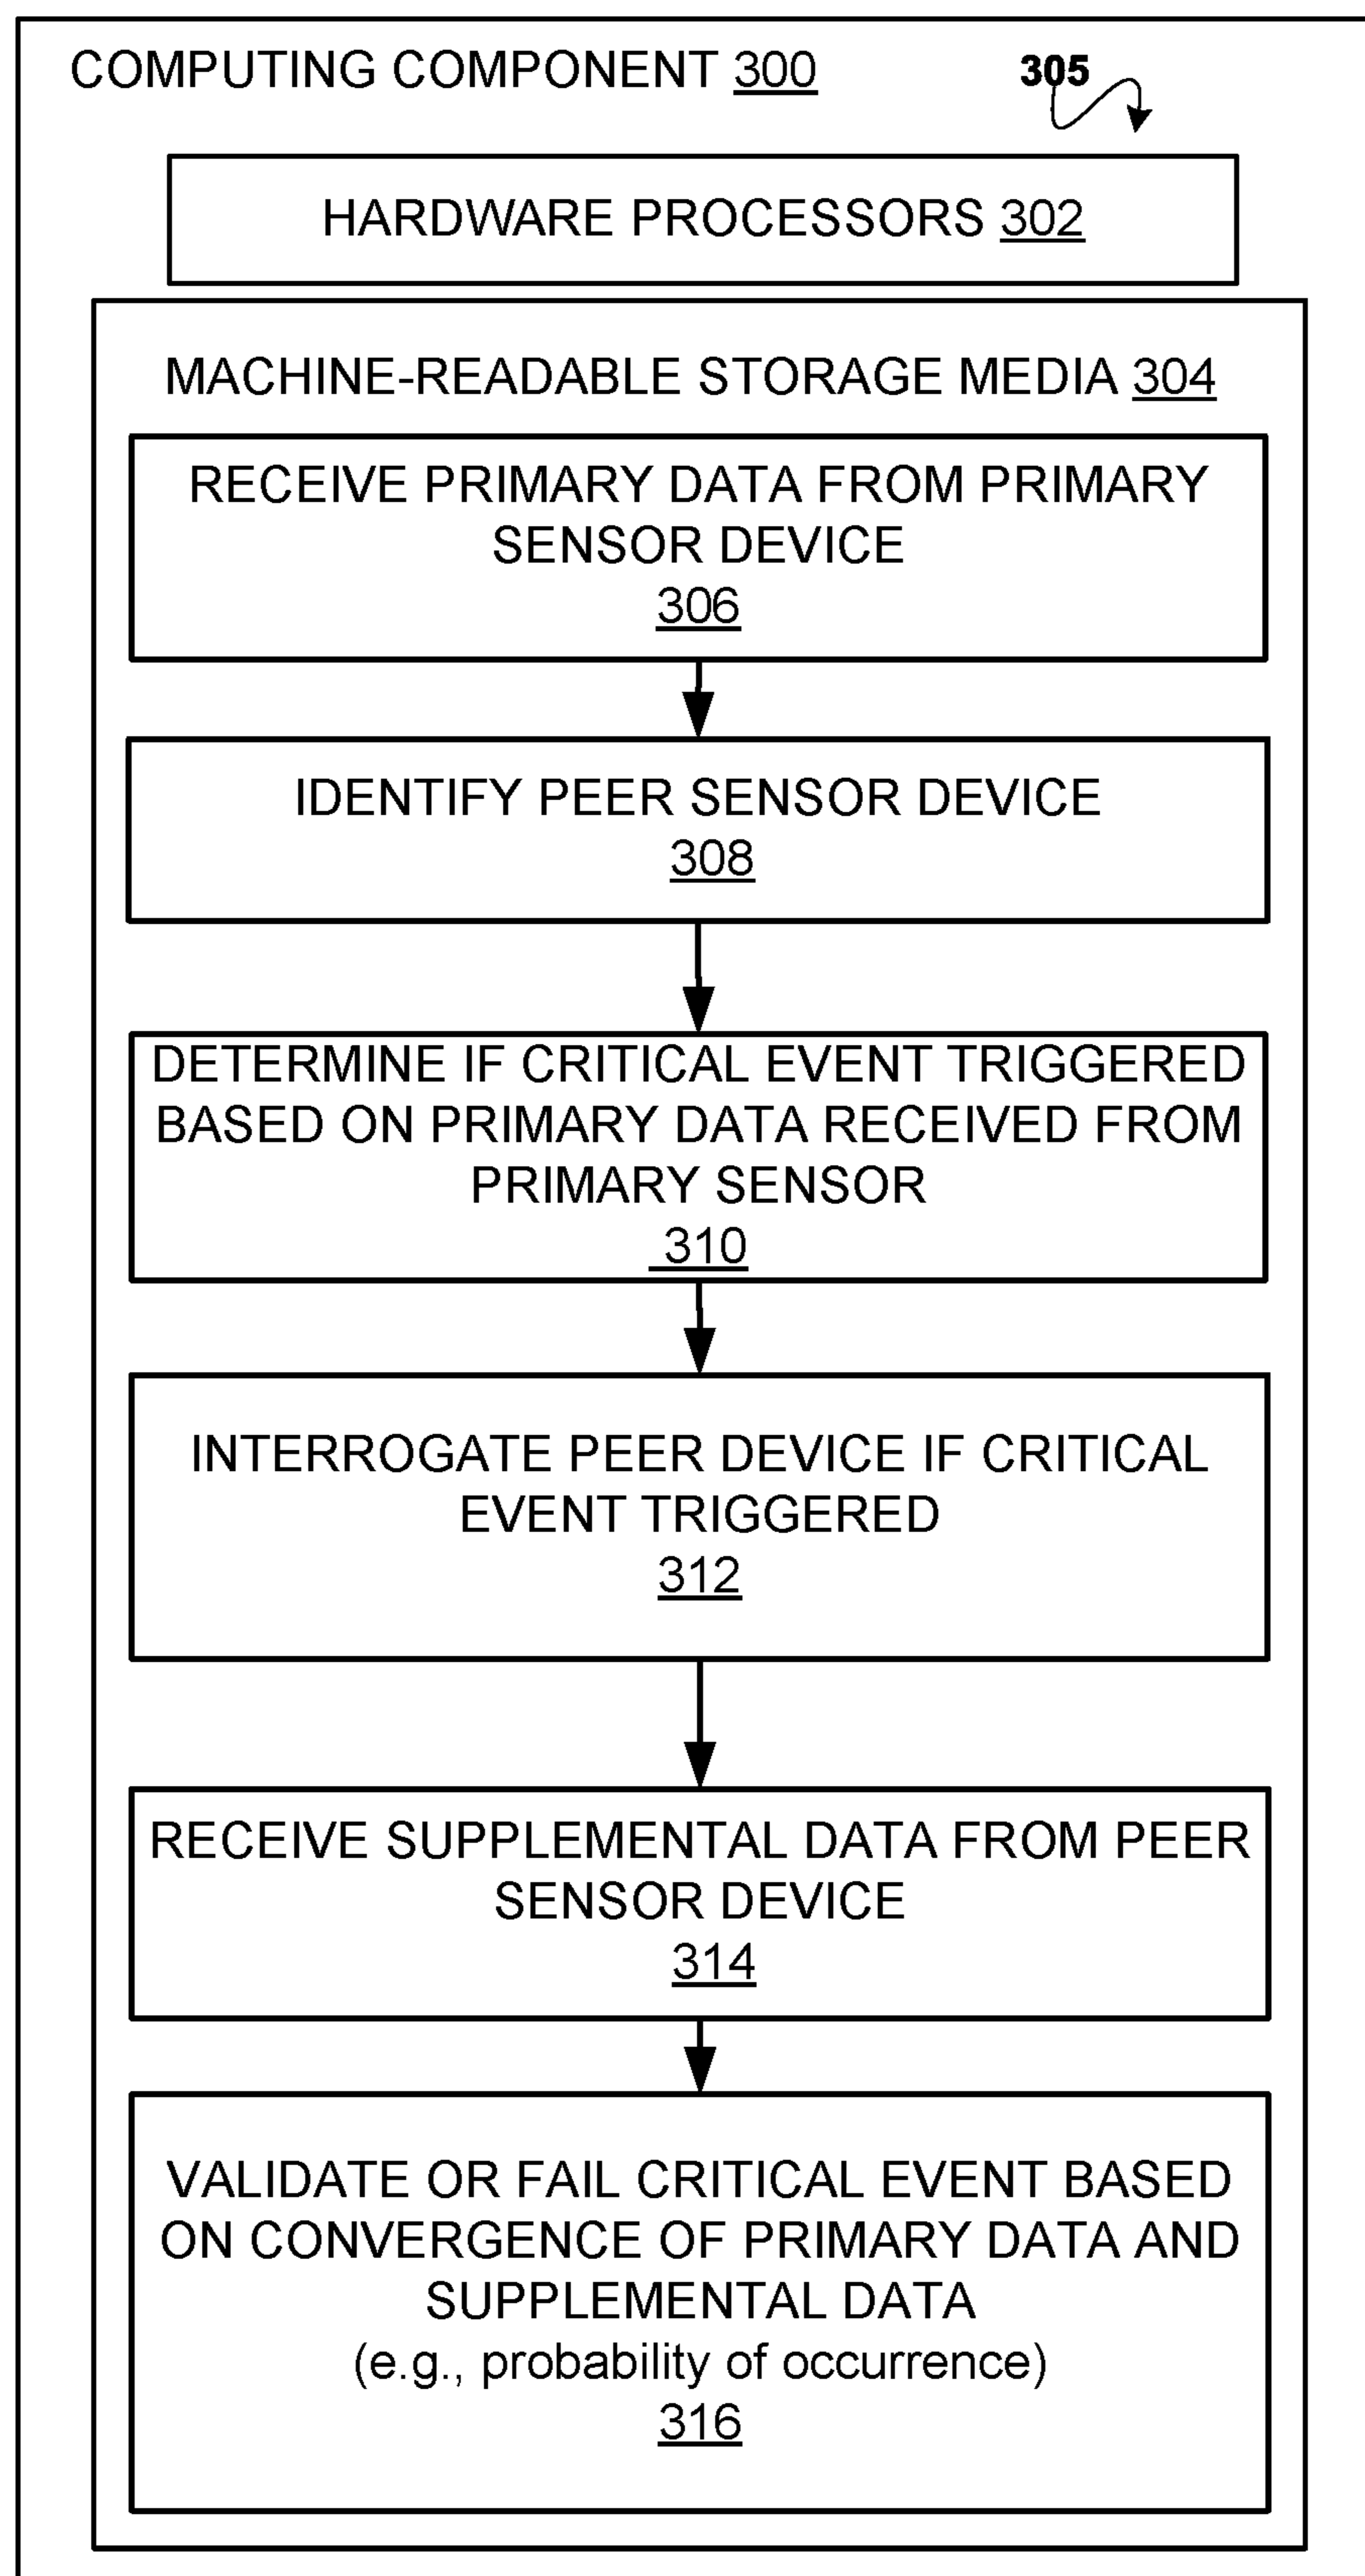 COMPUTING COMPONENT 300
305
HARDWARE PROCESSORS 302
MACHINE-READABLE STORAGE MEDIA 304
RECEIVE PRIMARY DATA FROM PRIMARY
SENSOR DEVICE
306
IDENTIFY PEER SENSOR DEVICE
308
DETERMINE IF CRITICAL EVENT TRIGGERED
BASED ON PRIMARY DATA RECEIVED FROM
PRIMARY SENSOR
310
INTERROGATE PEER DEVICE IF CRITICAL
EVENT TRIGGERED
312
RECEIVE SUPPLEMENTAL DATA FROM PEER
SENSOR DEVICE
314
VALIDATE OR FAIL CRITICAL EVENT BASED
ON CONVERGENCE OF PRIMARY DATA AND
SUPPLEMENTAL DATA
(e.g., probability of occurrence)
316